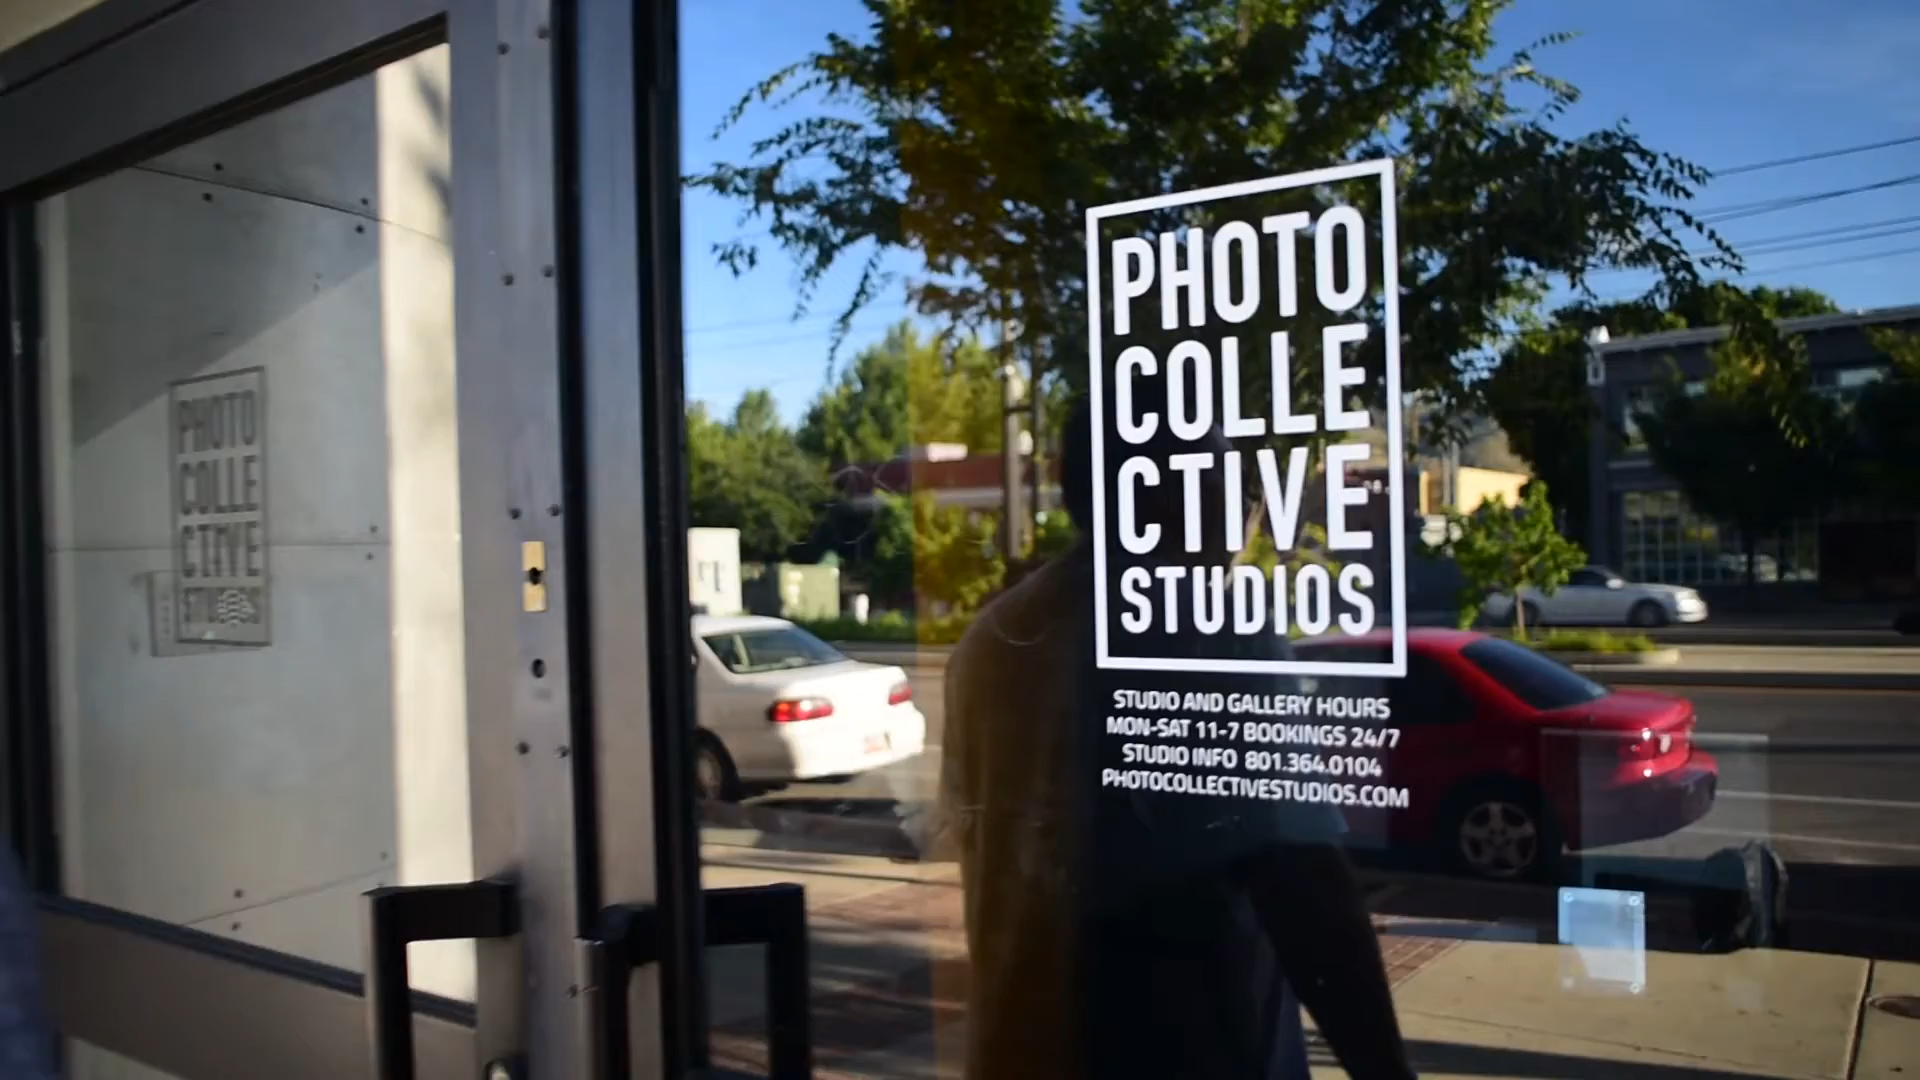 PHOTO
COLLE
CTIVE
STUDIOS
STUDIO AND GALLERY HOURS
MON-SAT 11-7 BOOKINGS 24/7
STUDIO INFO 801.364.0104
PHOTOCOLLECTIVESTUDIOS.COM
PHOTO
COLLE
CTIVE
STUDIOS